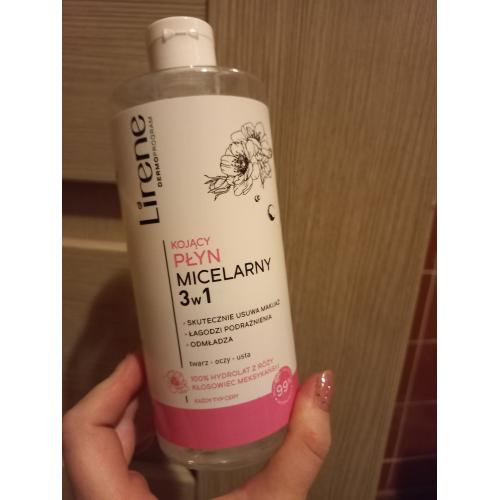 Lirene
DERMOPROGRAM
KOJĄCY
PŁYN
MICELARNY
3w1
• SKUTECZNIE USUWA MAKIJAŻ
• ŁAGODZI PODRAŻNIENIA
• ODMŁADZA
twarz • oczy • usta
100% HYDROLAT Z RÓŻY
KŁOSOWIEC MEKSYKAŃSKI
KAŻDY TYP CERY
99%